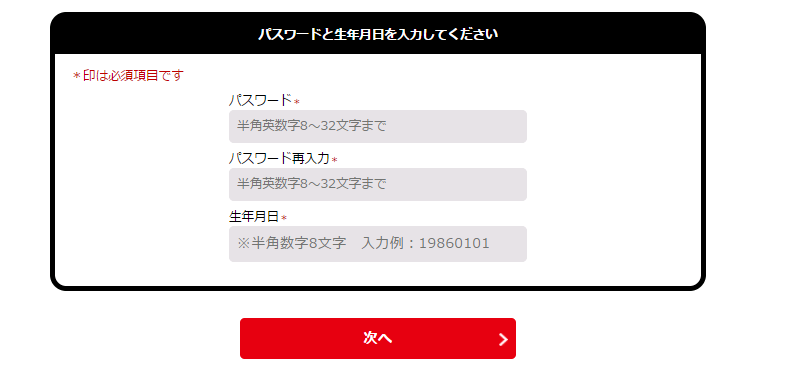 パスワードと生年月日を入力してください
*印は必須項目です
パスワード*
半角英数字8～32文字まで
パスワード再入力*
半角英数字8～32文字まで
生年月日*
※半角数字8文字　入力例：19860101
次へ